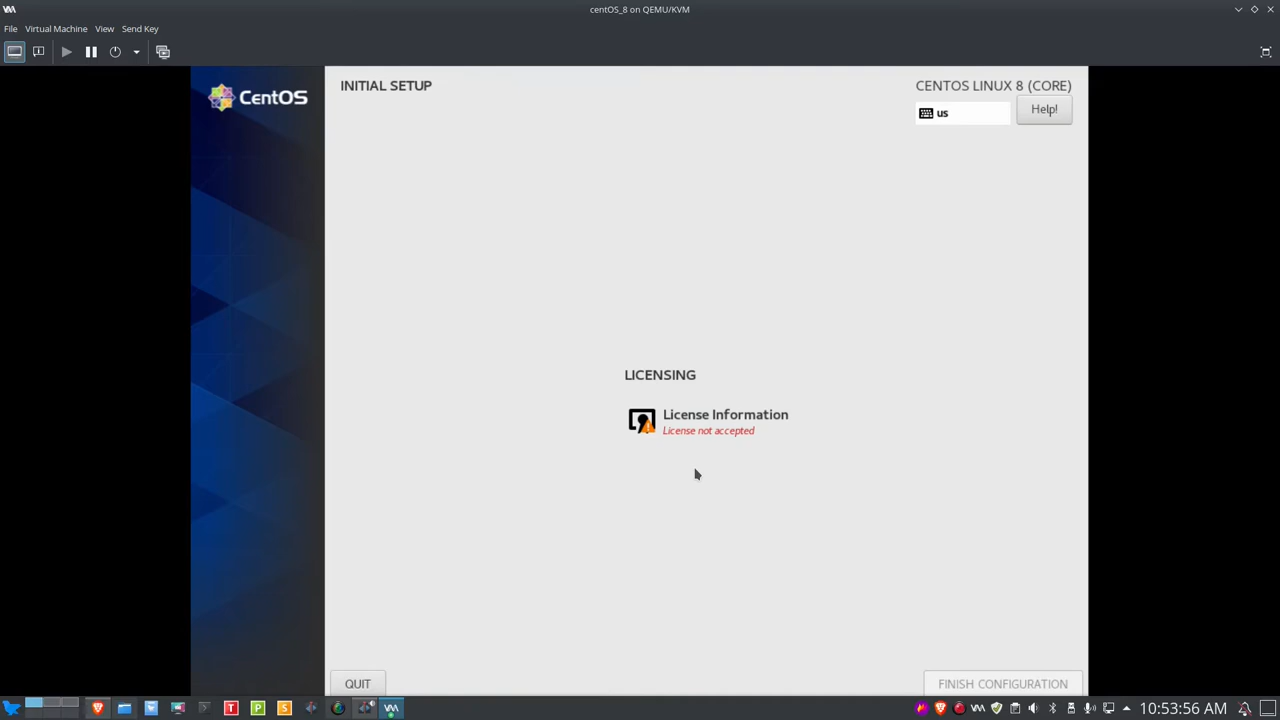 centOS_8 on QEMU/KVM
File Virtual Machine View Send Key
CentOS
INITIAL SETUP
CENTOS LINUX 8 (CORE)
us
Help!
LICENSING
License Information
License not accepted
QUIT
FINISH CONFIGURATION
T P S
10:53:56 AM